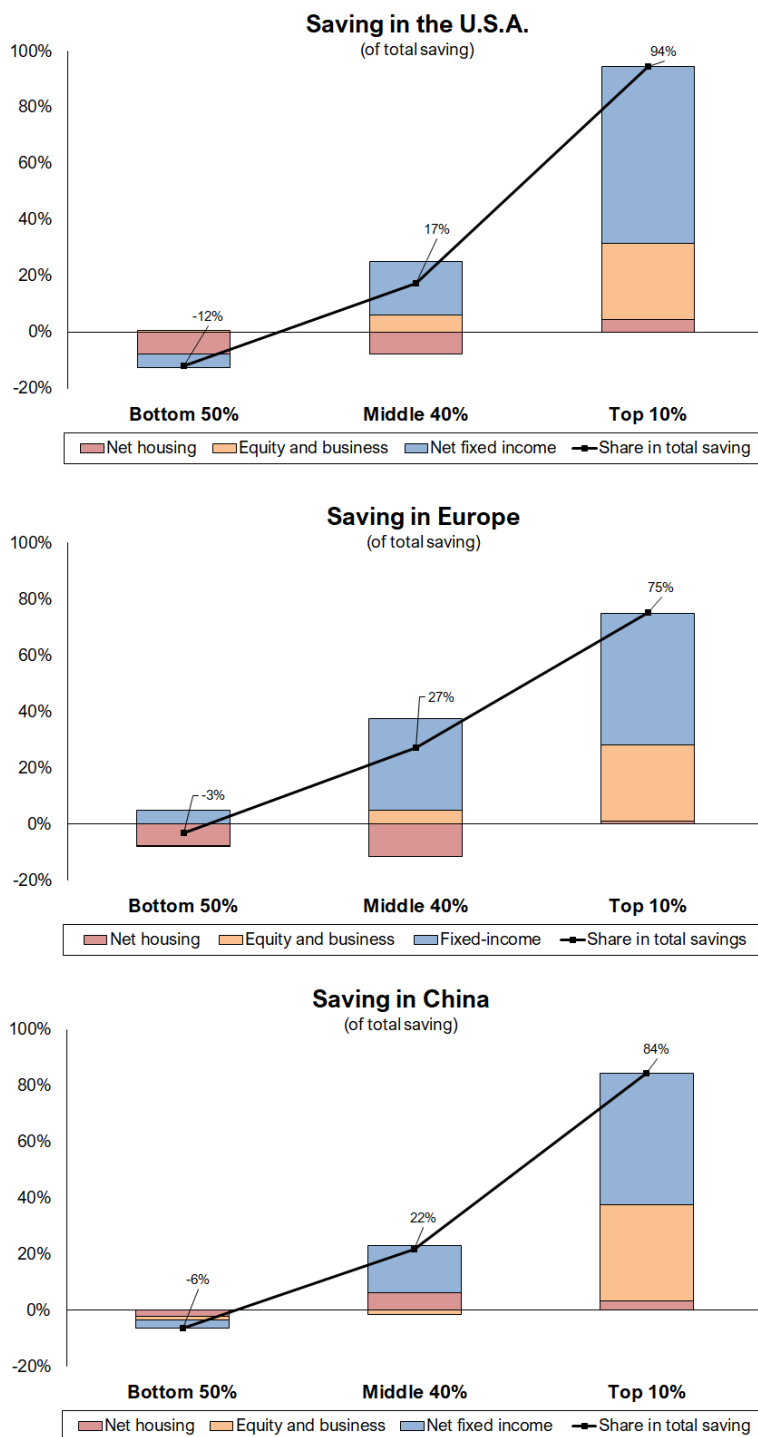 Saving in the U.S.A.
(of total saving)
100%
80%
60%
40%
20%
0%
-20%
-12%
17%
94%
Bottom 50% Middle 40% Top 10%
Net housing Equity and business Net fixed income Share in total saving
Saving in Europe
(of total saving)
100%
80%
60%
40%
20%
0%
-20%
-3%
27%
75%
Bottom 50% Middle 40% Top 10%
Net housing Equity and business Fixed-income Share in total savings
Saving in China
(of total saving)
100%
80%
60%
40%
20%
0%
-20%
-6%
22%
84%
Bottom 50% Middle 40% Top 10%
Net housing Equity and business Net fixed income Share in total saving